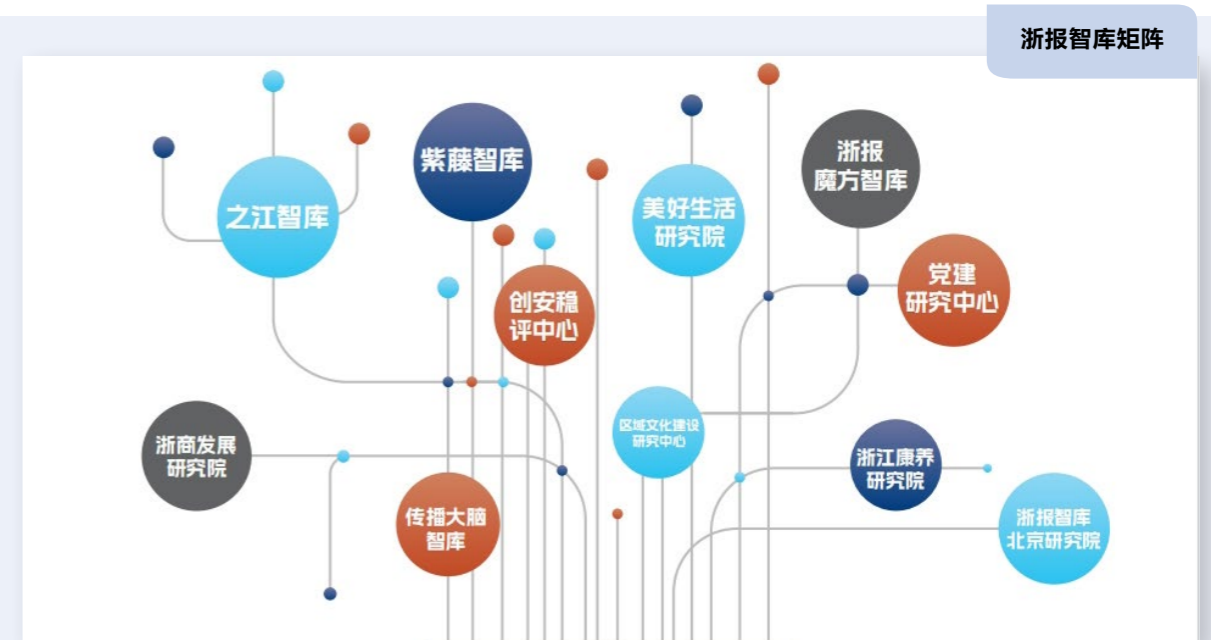 浙报智库矩阵
紫藤智库
之江智库
美好生活
研究院
浙报
魔方智库
创安稳
评中心
党建
研究中心
区域文化建设
研究中心
浙商发展
研究院
浙江康养
研究院
传播大脑
智库
浙报智库
北京研究院